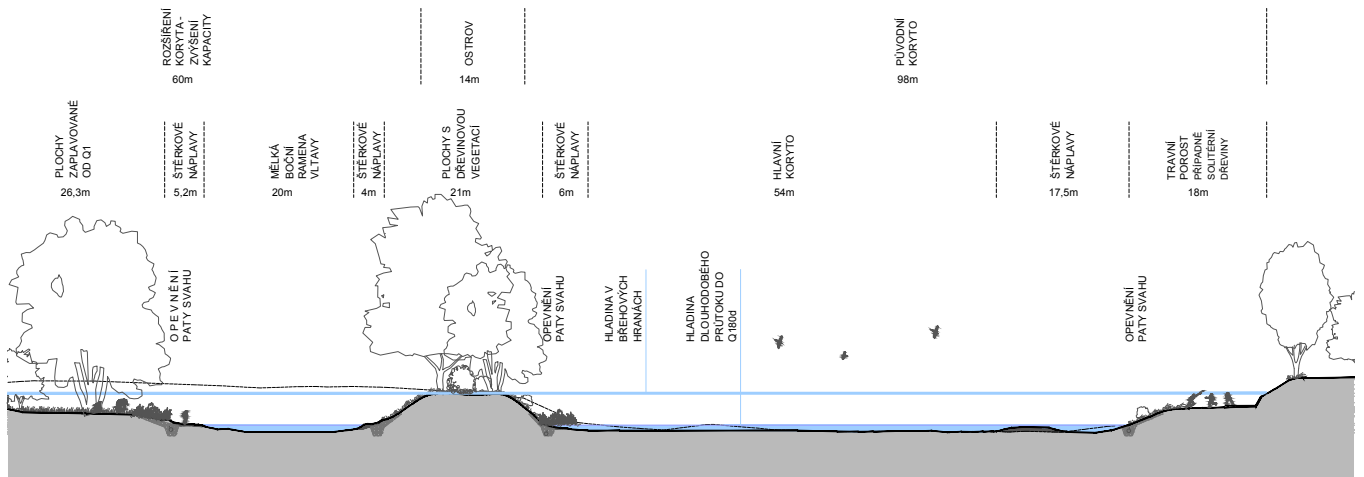 ROZŠÍŘENÍ
KORYTA -
ZVÝŠENÍ
KAPACITY
60m
OSTROV
14m
PŮVODNÍ
KORYTO
98m
PLOCHY
ZAPLAVOVANÉ
OD Q1
26,3m
ŠTĚRKOVÉ
NÁPLAVY
5,2m
MĚLKÁ
BOČNÍ
RAMENA
VLTAVY
20m
ŠTĚRKOVÉ
NÁPLAVY
4m
PLOCHY S
DŘEVINOVOU
VEGETACÍ
21m
ŠTĚRKOVÉ
NÁPLAVY
6m
HLAVNÍ
KORYTO
54m
ŠTĚRKOVÉ
NÁPLAVY
17,5m
TRAVNÍ
POROST
PŘÍPADNĚ
SOLITÉRNÍ
DŘEVINY
18m
OPEVNĚNÍ
PATY SVAHU
OPEVNĚNÍ
PATY SVAHU
HLADINA V
BŘEHOVÝCH
HRANÁCH
HLADINA
DLOUHODOBÉHO
PRŮTOKU DO
Q180d
OPEVNĚNÍ
PATY SVAHU